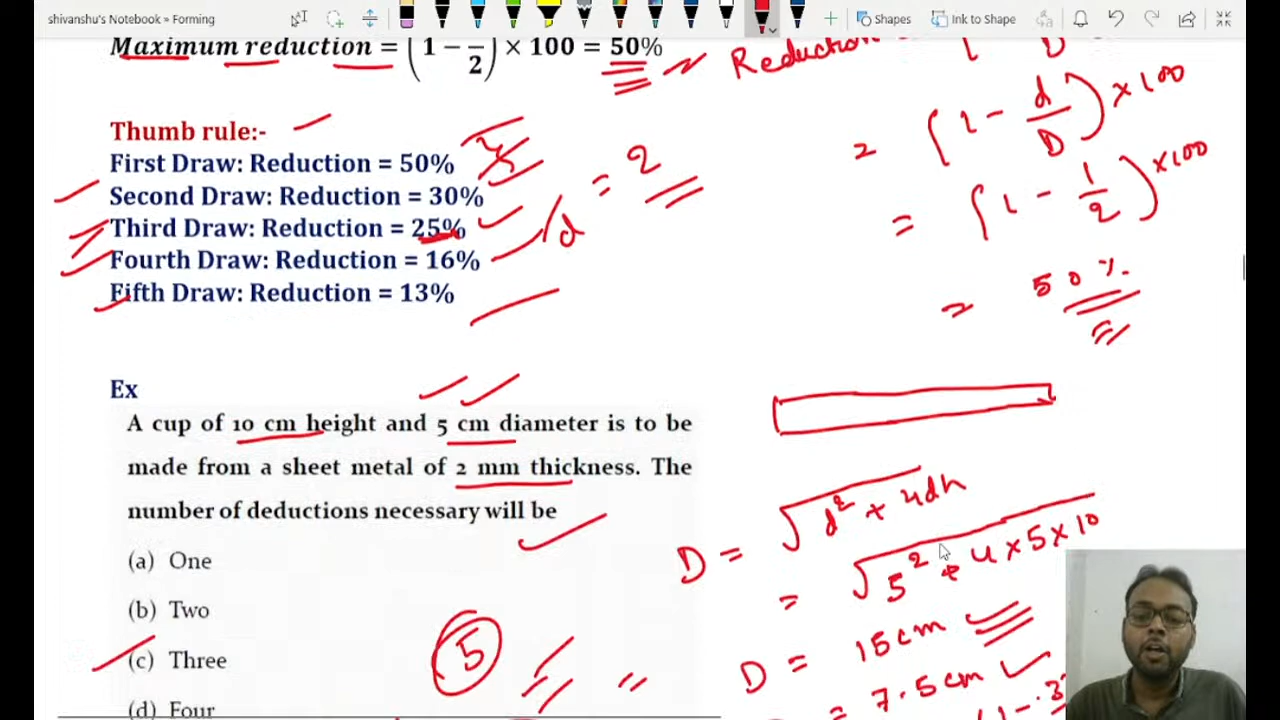 shivanshu's Notebook » Forming
Shapes
Ink to Shape
Maximum reduction = (1 − –/2) × 100 = 50%
Reduction =
= (1 - d/D) × 100
= (1 - 1/2) × 100
= 50%
Thumb rule:-
First Draw: Reduction = 50%
Second Draw: Reduction = 30%
Third Draw: Reduction = 25%
Fourth Draw: Reduction = 16%
Fifth Draw: Reduction = 13%
/d = 2
Ex
A cup of 10 cm height and 5 cm diameter is to be
made from a sheet metal of 2 mm thickness. The
number of deductions necessary will be
(a) One
(b) Two
(c) Three
(d) Four
5
D = √d² + 4dh
= √5² + 4×5×10
D = 15cm
= 7.5cm